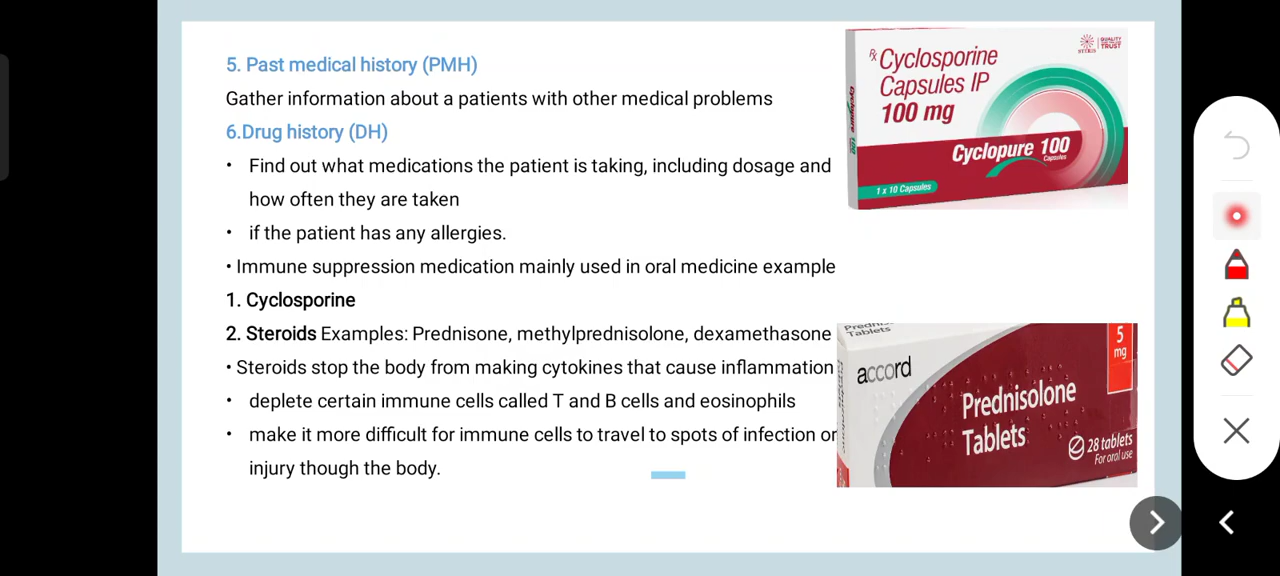 5. Past medical history (PMH)
Gather information about a patients with other medical problems
6.Drug history (DH)
• Find out what medications the patient is taking, including dosage and
how often they are taken
• if the patient has any allergies.
• Immune suppression medication mainly used in oral medicine example
1. Cyclosporine
2. Steroids Examples: Prednisone, methylprednisolone, dexamethasone
• Steroids stop the body from making cytokines that cause inflammation
• deplete certain immune cells called T and B cells and eosinophils
• make it more difficult for immune cells to travel to spots of infection or
injury though the body.
Rx Cyclosporine
Capsules IP
100 mg
QUALITY
TRUST
Cyclopure 100
Capsules
1 x 10 Capsules
Tablets
accord
5
mg
Prednisolone
Tablets
28 tablets
For oral use